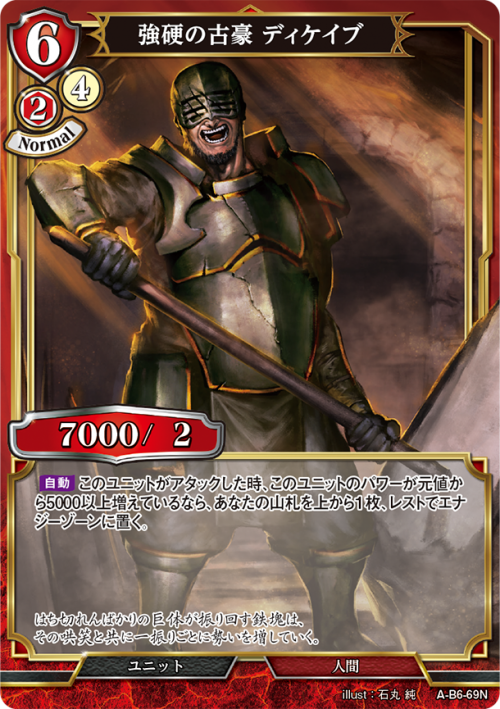 6
強硬の古豪 ディケイブ
2
4
Normal
7000/ 2
自動 このユニットがアタックした時、このユニットのパワーが元値か
ら5000以上増えているなら、あなたの山札を上から1枚、レストでエナ
ジーゾーンに置く。
はち切れんばかりの巨体が振り回す鉄塊は、
その哄笑と共に一振りごとに勢いを増していく。
ユニット
人間
illust：石丸 純
A-B6-69N